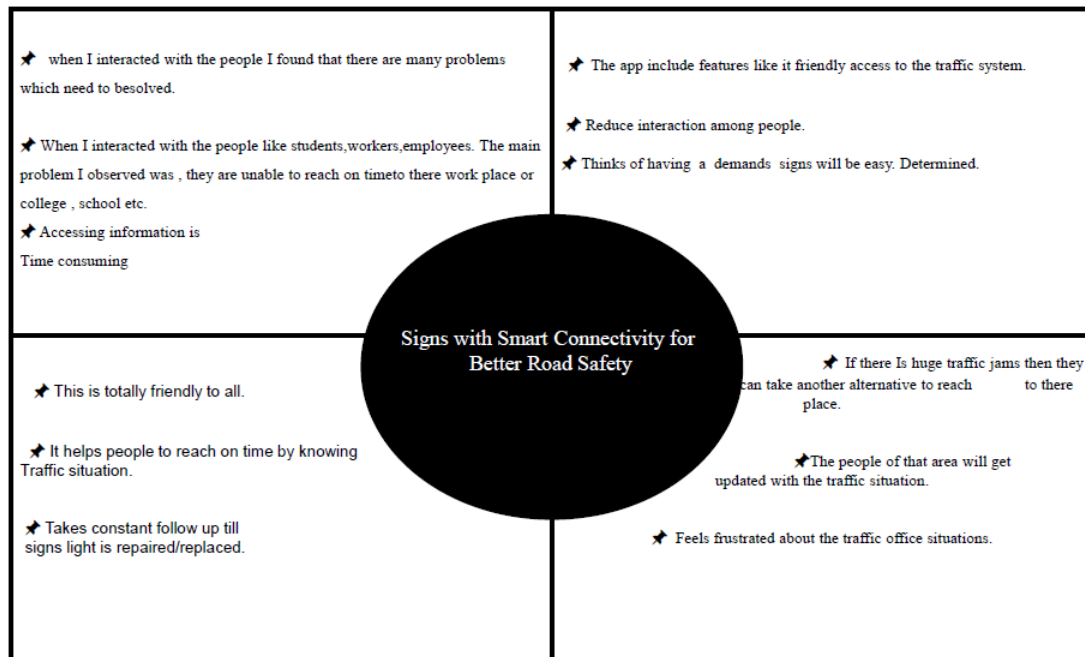 when I interacted with the people I found that there are many problems
which need to besolved.
When I interacted with the people like students,workers,employees. The main
problem I observed was , they are unable to reach on timeto there work place or
college , school etc.
Accessing information is
Time consuming
The app include features like it friendly access to the traffic system.
Reduce interaction among people.
Thinks of having a demands signs will be easy. Determined.
Signs with Smart Connectivity for
Better Road Safety
This is totally friendly to all.
It helps people to reach on time by knowing
Traffic situation.
Takes constant follow up till
signs light is repaired/replaced.
If there Is huge traffic jams then they
can take another alternative to reach to there
place.
The people of that area will get
updated with the traffic situation.
Feels frustrated about the traffic office situations.